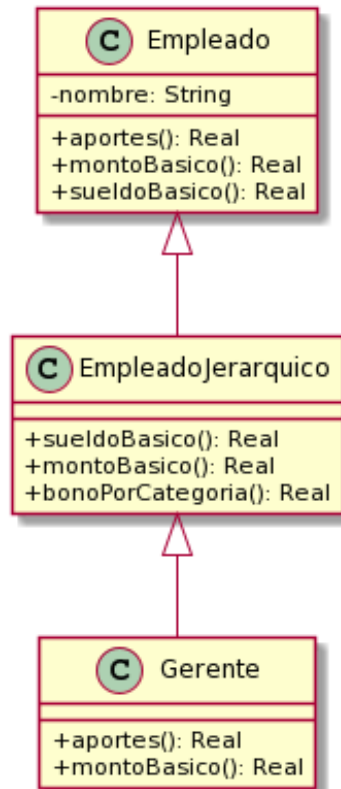 C Empleado
-nombre: String
+aportes(): Real
+montoBasico(): Real
+sueldoBasico(): Real
C EmpleadoJerarquico
+sueldoBasico(): Real
+montoBasico(): Real
+bonoPorCategoria(): Real
C Gerente
+aportes(): Real
+montoBasico(): Real